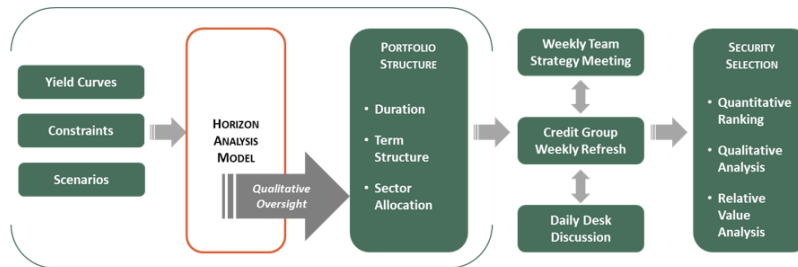 Yield Curves
Constraints
Scenarios
HORIZON
ANALYSIS
MODEL
Qualitative
Oversight
PORTFOLIO
STRUCTURE
• Duration
• Term
Structure
• Sector
Allocation
Weekly Team
Strategy Meeting
Credit Group
Weekly Refresh
Daily Desk
Discussion
SECURITY
SELECTION
• Quantitative
Ranking
• Qualitative
Analysis
• Relative
Value
Analysis